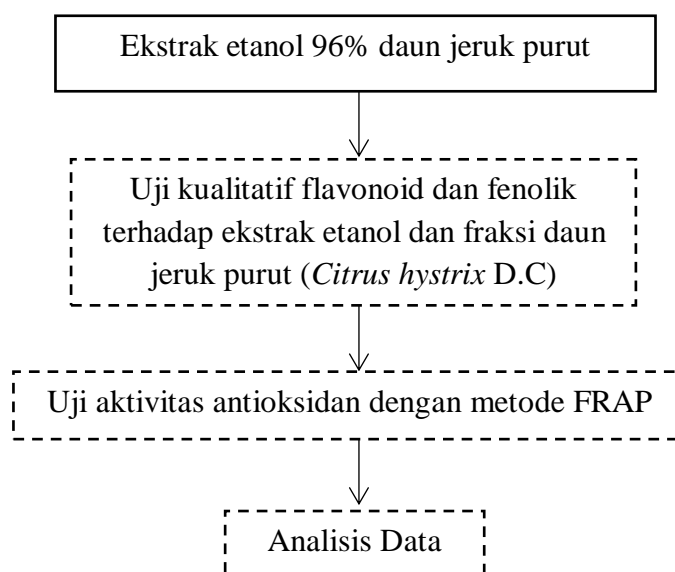 Ekstrak etanol 96% daun jeruk purut
Uji kualitatif flavonoid dan fenolik
terhadap ekstrak etanol dan fraksi daun
jeruk purut (Citrus hystrix D.C)
Uji aktivitas antioksidan dengan metode FRAP
Analisis Data